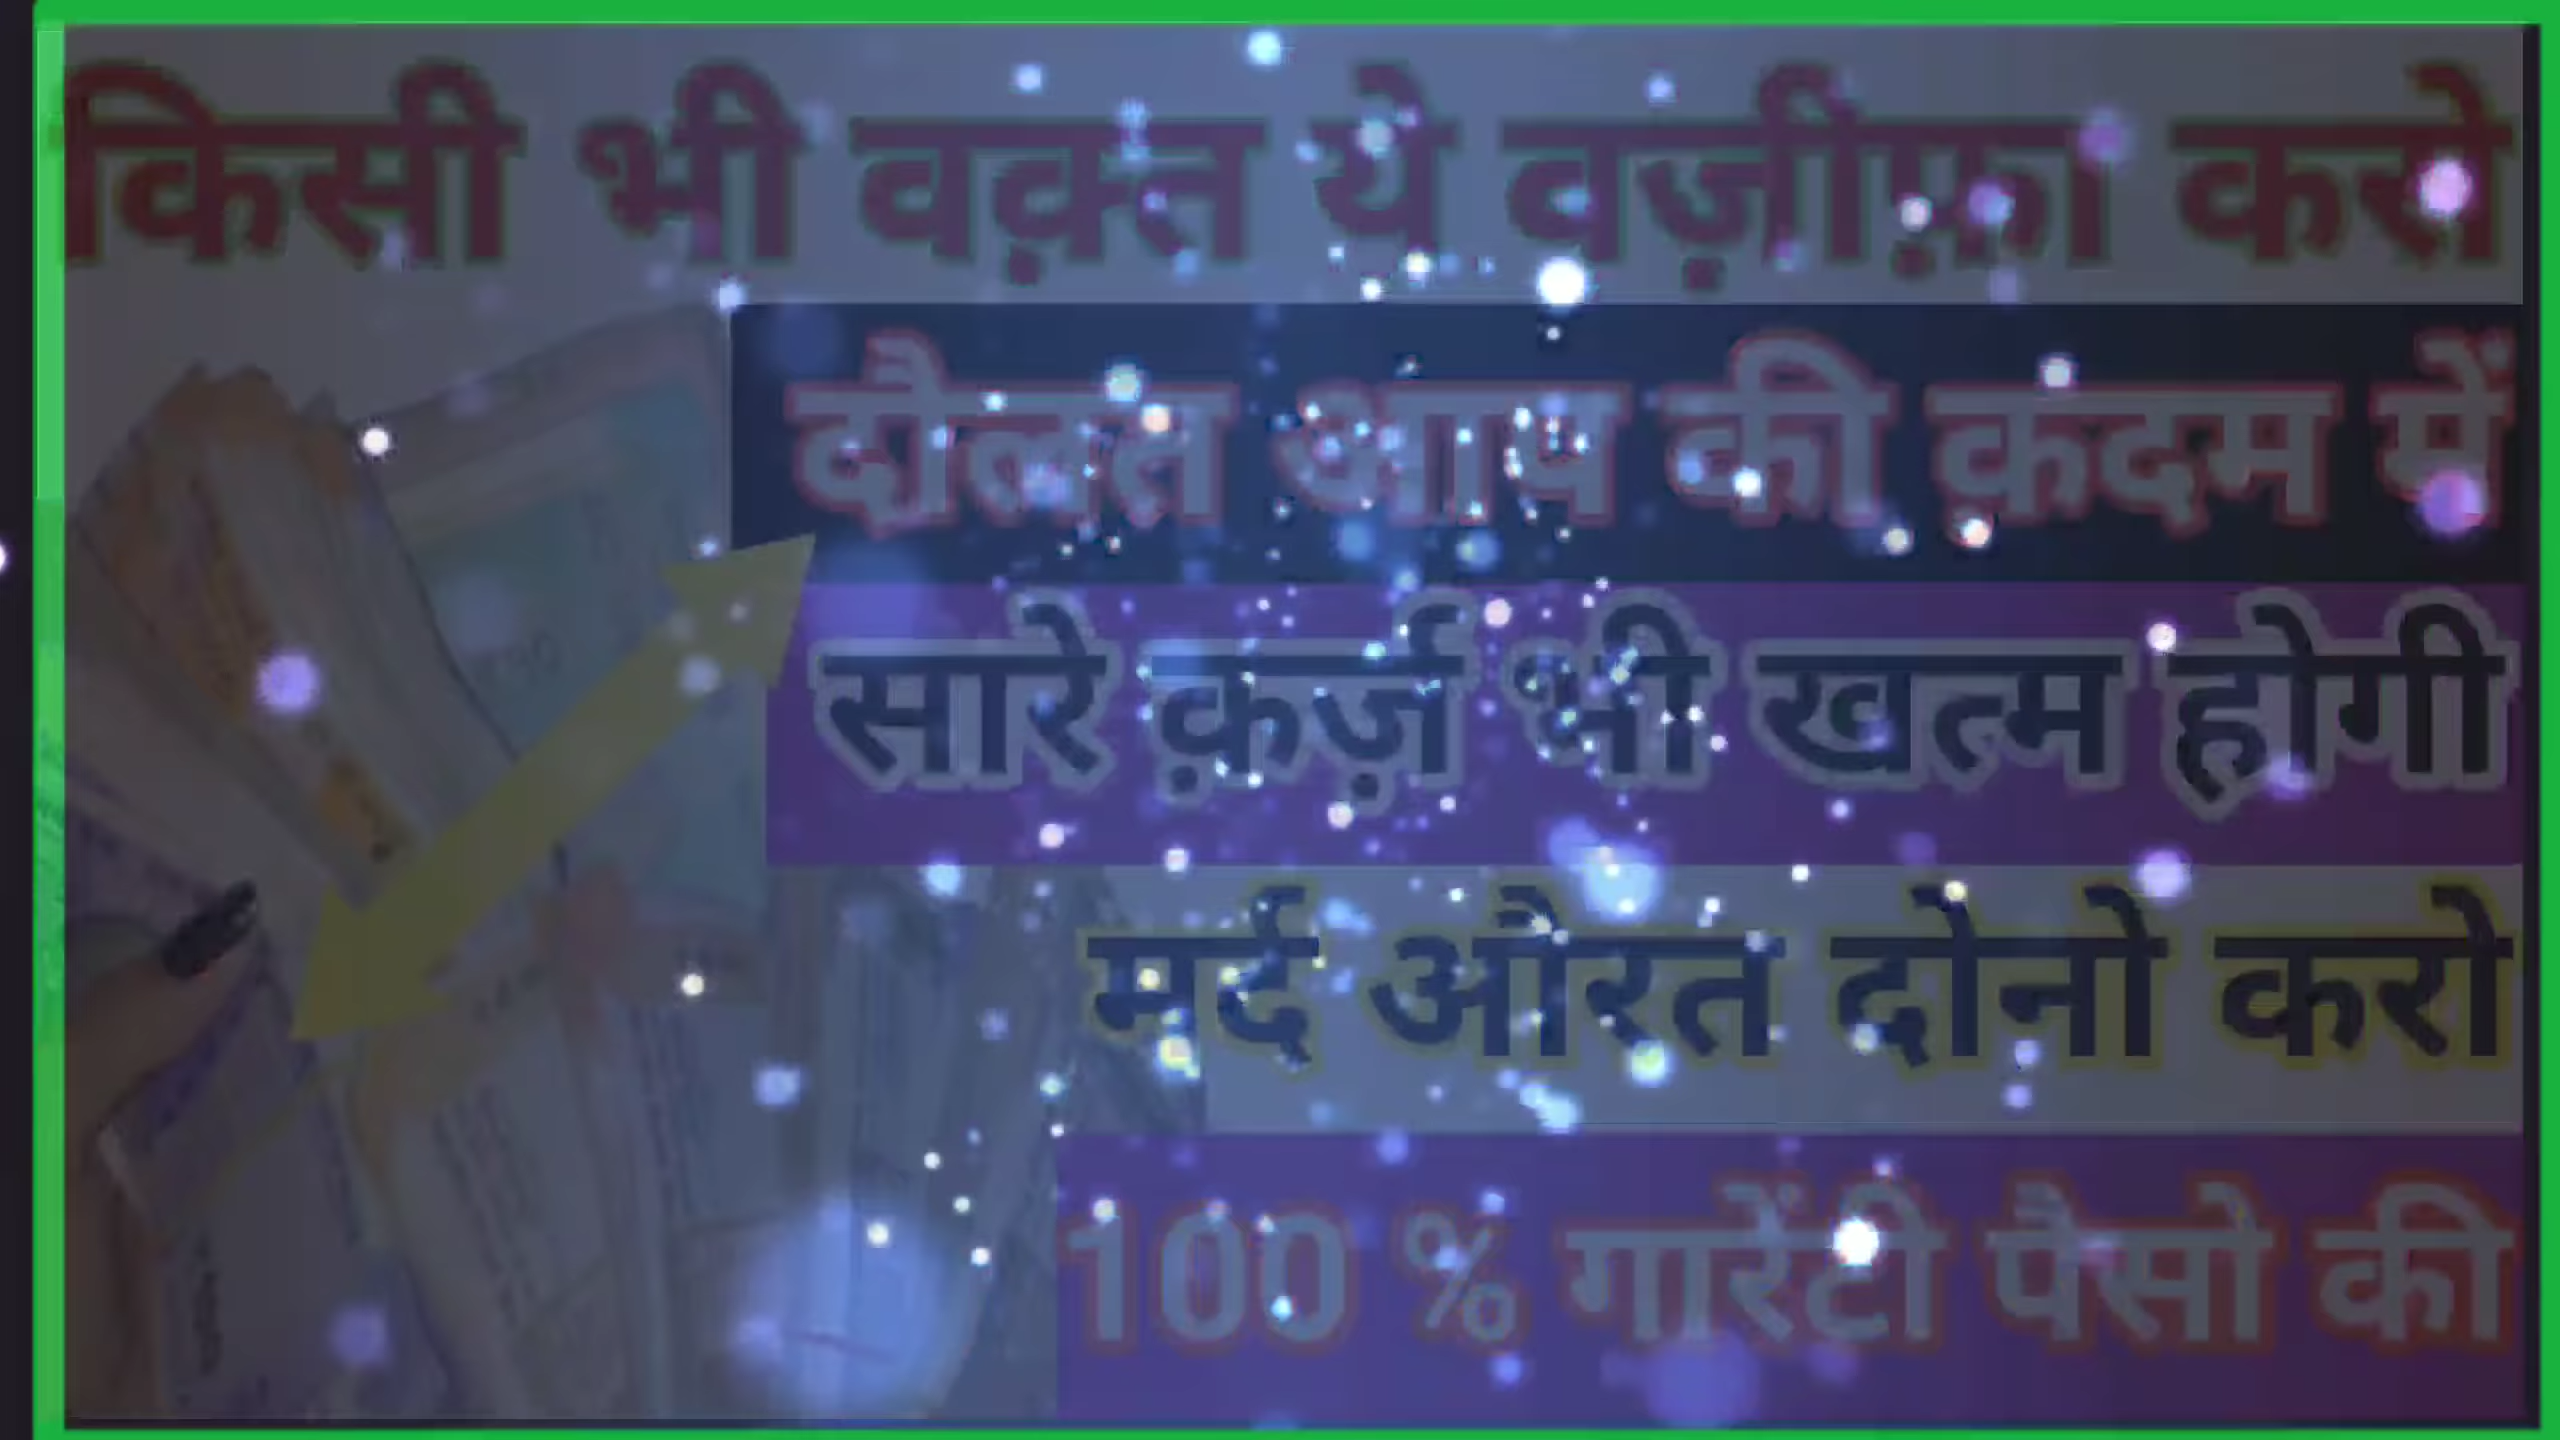 किसी भी वक़्त ये वज़ीफ़ा करो
दौलत आप की क़दम में
सारे क़र्ज़ भी खत्म होगी
मर्द औरत दोनो करो
100 % गारेंटी पैसो की